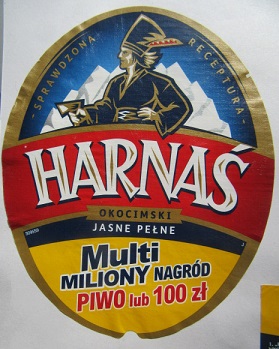 SPRAWDZONA RECEPTURA
HARNAŚ
OKOCIMSKI
JASNE PEŁNE
Multi
MILIONY NAGRÓD
PIWO lub 100 zł